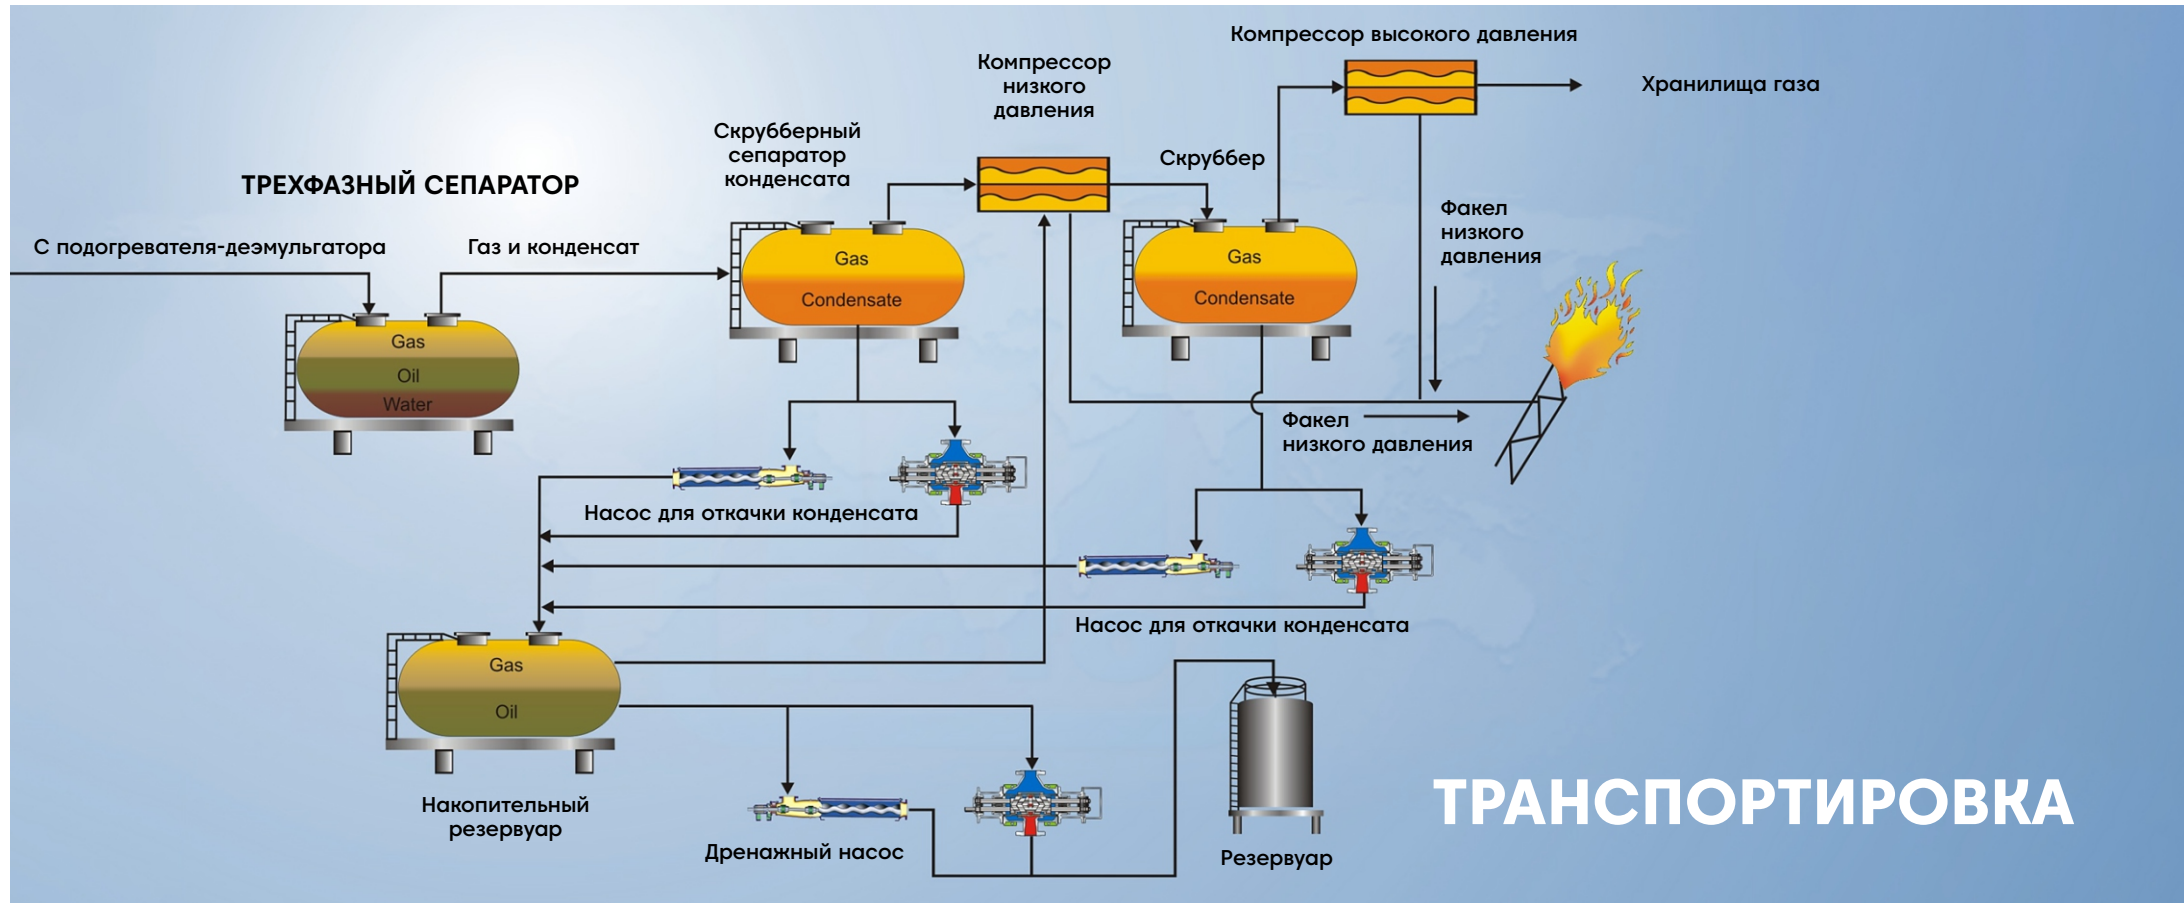 Компрессор высокого давления
Компрессор
низкого
давления
Хранилища газа
Скрубберный
сепаратор
конденсата
Скруббер
ТРЕХФАЗНЫЙ СЕПАРАТОР
Факел
низкого
давления
С подогревателя-деэмульгатора
Газ и конденсат
Gas
Condensate
Gas
Condensate
Gas
Oil
Water
Факел
низкого давления
Насос для откачки конденсата
Насос для откачки конденсата
Gas
Oil
Накопительный
резервуар
Дренажный насос
Резервуар
ТРАНСПОРТИРОВКА